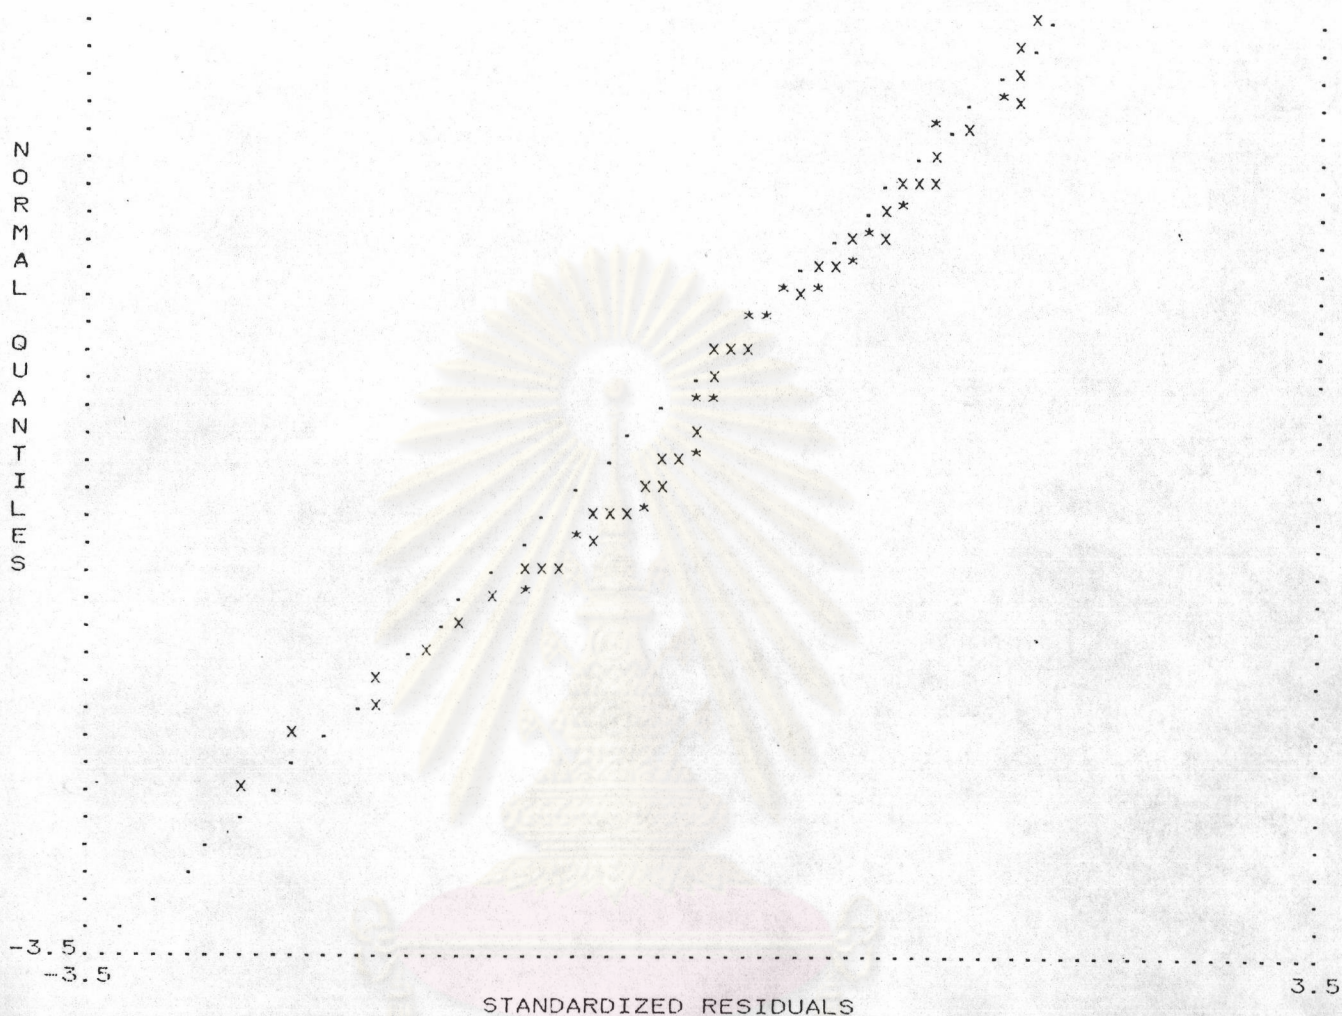 NORMAL QUANTILES
-3.5
-3.5
3.5
STANDARDIZED RESIDUALS